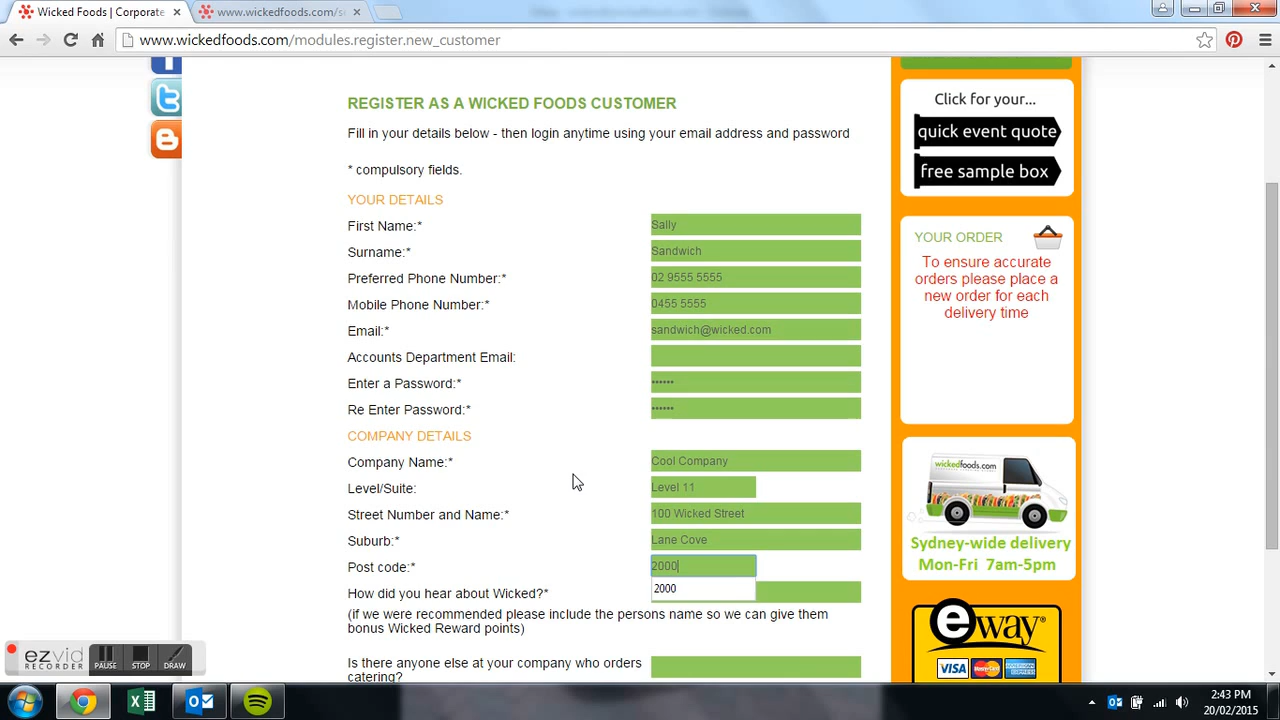 Wicked Foods | Corporate
www.wickedfoods.com/s
www.wickedfoods.com/modules.register.new_customer
REGISTER AS A WICKED FOODS CUSTOMER
Fill in your details below - then login anytime using your email address and password
* compulsory fields.
YOUR DETAILS
First Name:* Sally
Surname:* Sandwich
Preferred Phone Number:* 02 9555 5555
Mobile Phone Number:* 0455 5555
Email:* sandwich@wicked.com
Accounts Department Email:
Enter a Password:* ••••••
Re Enter Password:* ••••••
COMPANY DETAILS
Company Name:* Cool Company
Level/Suite: Level 11
Street Number and Name:* 100 Wicked Street
Suburb:* Lane Cove
Post code:* 2000
2000
How did you hear about Wicked?*
(if we were recommended please include the persons name so we can give them
bonus Wicked Reward points)
Is there anyone else at your company who orders
catering?
Click for your...
quick event quote
free sample box
YOUR ORDER
To ensure accurate
orders please place a
new order for each
delivery time
wickedfoods.com
Sydney-wide delivery
Mon-Fri 7am-5pm
eway
VISA MasterCard
ezvid
RECORDER
PAUSE STOP DRAW
2:43 PM
20/02/2015